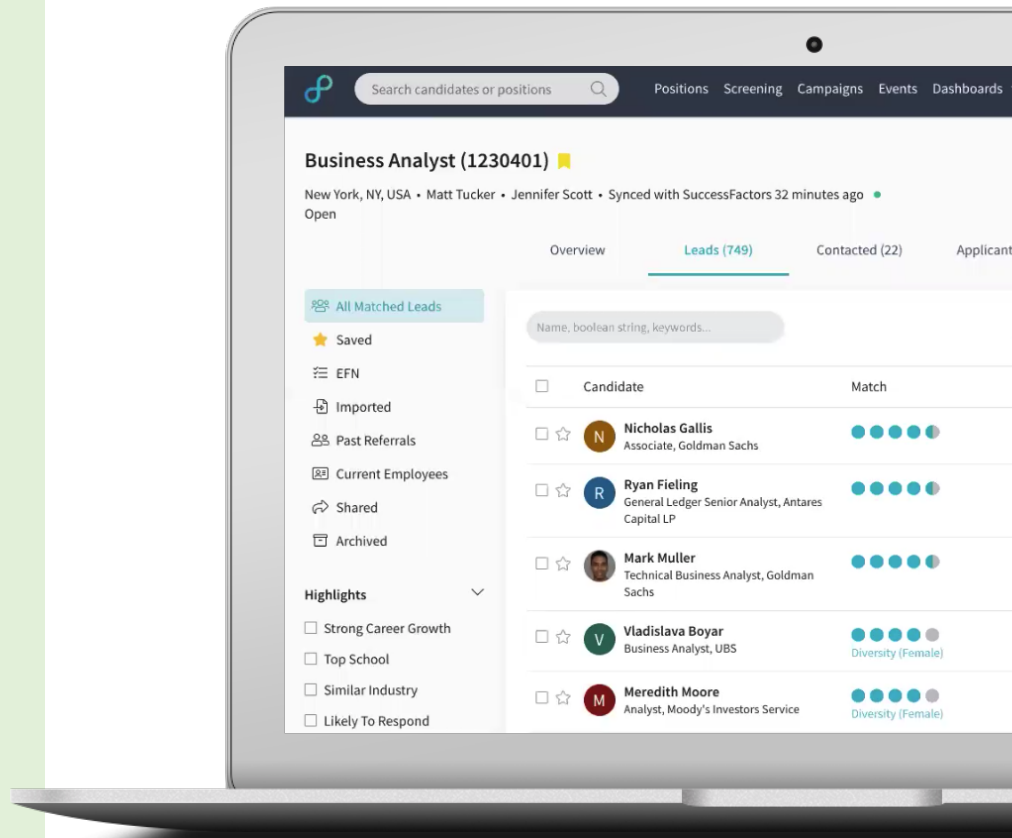 Search candidates or positions
Positions Screening Campaigns Events Dashboards
Business Analyst (1230401)
New York, NY, USA • Matt Tucker • Jennifer Scott • Synced with SuccessFactors 32 minutes ago
Open
Overview Leads (749) Contacted (22) Applicant
All Matched Leads
Saved
EFN
Imported
Past Referrals
Current Employees
Shared
Archived
Highlights
Strong Career Growth
Top School
Similar Industry
Likely To Respond
Name, boolean string, keywords...
Candidate Match
N
Nicholas Gallis
Associate, Goldman Sachs
R
Ryan Fieling
General Ledger Senior Analyst, Antares
Capital LP
Mark Muller
Technical Business Analyst, Goldman
Sachs
V
Vladislava Boyar
Business Analyst, UBS
Diversity (Female)
M
Meredith Moore
Analyst, Moody's Investors Service
Diversity (Female)